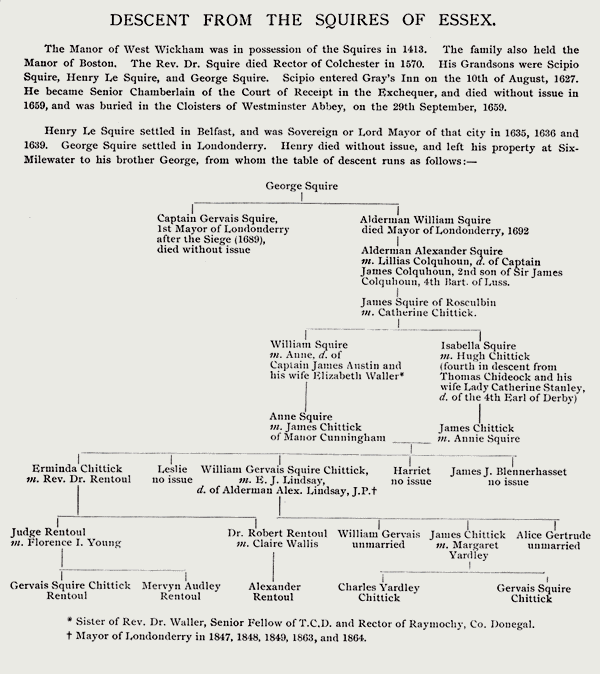 DESCENT FROM THE SQUIRES OF ESSEX.
The Manor of West Wickham was in possession of the Squires in 1413. The family also held the
Manor of Boston. The Rev. Dr. Squire died Rector of Colchester in 1570. His Grandsons were Scipio
Squire, Henry Le Squire, and George Squire. Scipio entered Gray's Inn on the 10th of August, 1627.
He became Senior Chamberlain of the Court of Receipt in the Exchequer, and died without issue in
1659, and was buried in the Cloisters of Westminster Abbey, on the 29th September, 1659.
Henry Le Squire settled in Belfast, and was Sovereign or Lord Mayor of that city in 1635, 1636 and
1639. George Squire settled in Londonderry. Henry died without issue, and left his property at Six-
Milewater to his brother George, from whom the table of descent runs as follows:—
George Squire
Captain Gervais Squire,
1st Mayor of Londonderry
after the Siege (1689),
died without issue
Alderman William Squire
died Mayor of Londonderry, 1692
Alderman Alexander Squire
m. Lillias Colquhoun, d. of Captain
James Colquhoun, 2nd son of Sir James
Colquhoun, 4th Bart. of Luss.
James Squire of Rosculbin
m. Catherine Chittick.
William Squire
m. Anne, d. of
Captain James Austin and
his wife Elizabeth Waller*
Isabella Squire
m. Hugh Chittick
(fourth in descent from
Thomas Chideock and his
wife Lady Catherine Stanley,
d. of the 4th Earl of Derby)
Anne Squire
m. James Chittick
of Manor Cunningham
James Chittick
m. Annie Squire
Erminda Chittick
m. Rev. Dr. Rentoul
Leslie
no issue
William Gervais Squire Chittick,
m. E. J. Lindsay,
d. of Alderman Alex. Lindsay, J.P.†
Harriet
no issue
James J. Blennerhasset
no issue
Judge Rentoul
m. Florence I. Young
Dr. Robert Rentoul
m. Claire Wallis
William Gervais
unmarried
James Chittick
m. Margaret
Yardley
Alice Gertrude
unmarried
Gervais Squire Chittick
Rentoul
Mervyn Audley
Rentoul
Alexander
Rentoul
Charles Yardley
Chittick
Gervais Squire
Chittick
* Sister of Rev. Dr. Waller, Senior Fellow of T.C.D. and Rector of Raymochy, Co. Donegal.
† Mayor of Londonderry in 1847, 1848, 1849, 1863, and 1864.